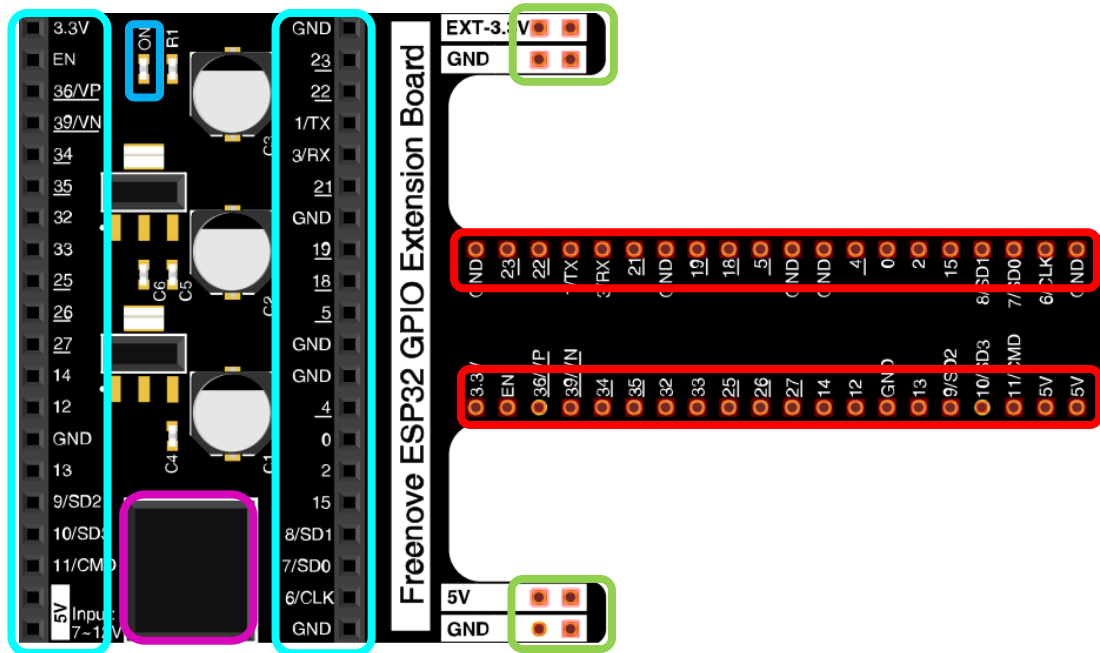 3.3V
EN
36/VP
39/VN
34
35
32
33
25
26
27
14
12
GND
13
9/SD2
10/SD3
11/CMD
5V
Input:
7~12V
ON
R1
C3
C6
C5
C2
C4
C1
GND
23
22
1/TX
3/RX
21
GND
19
18
5
GND
GND
4
0
2
15
8/SD1
7/SD0
6/CLK
GND
Freenove ESP32 GPIO Extension Board
EXT-3.3V
GND
GND
23
22
1/TX
3/RX
21
GND
19
18
5
GND
GND
4
0
2
15
8/SD1
7/SD0
6/CLK
GND
3.3V
EN
36/VP
39/VN
34
35
32
33
25
26
27
14
12
GND
13
9/SD2
10/SD3
11/CMD
5V
5V
5V
GND